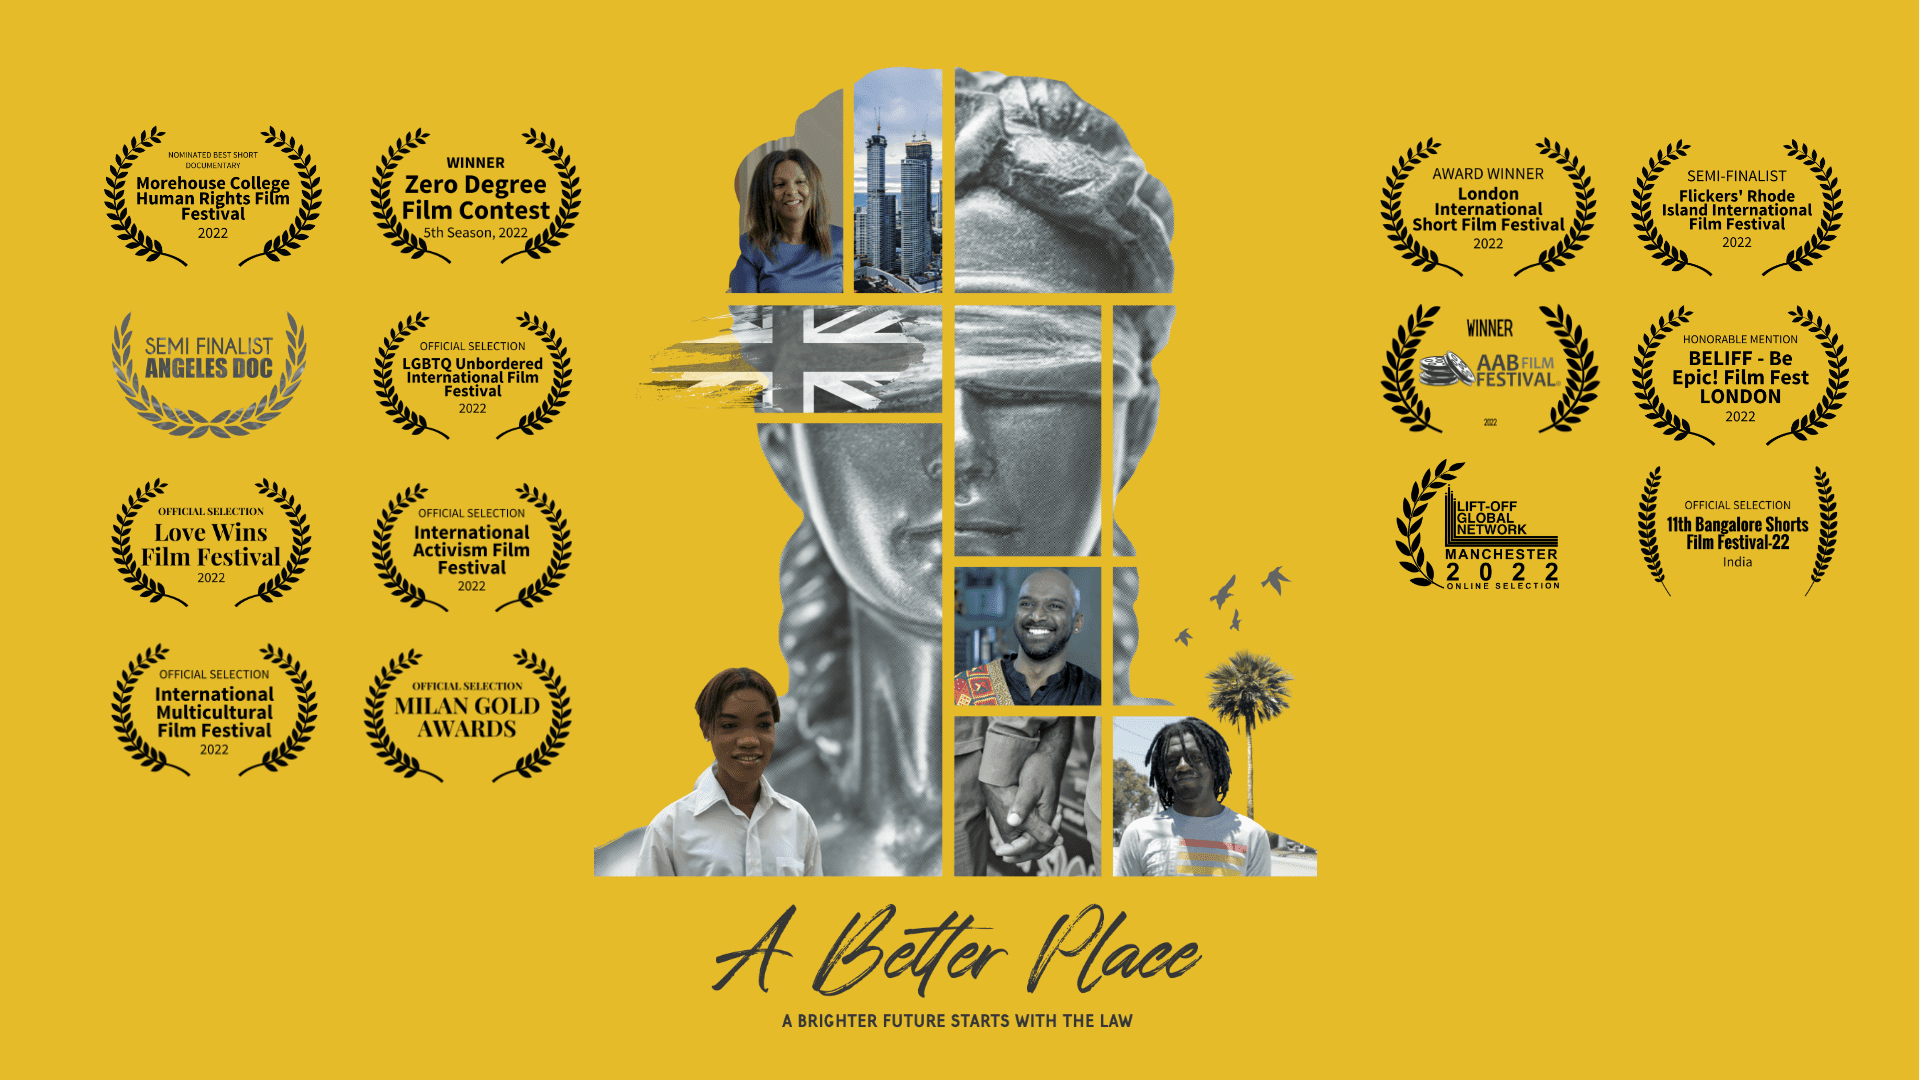 NOMINATED BEST SHORT
DOCUMENTARY
Morehouse College
Human Rights Film
Festival
2022
WINNER
Zero Degree
Film Contest
5th Season, 2022
SEMI FINALIST
ANGELES DOC
OFFICIAL SELECTION
LGBTQ Unbordered
International Film
Festival
2022
OFFICIAL SELECTION
Love Wins
Film Festival
2022
OFFICIAL SELECTION
International
Activism Film
Festival
2022
OFFICIAL SELECTION
International
Multicultural
Film Festival
2022
OFFICIAL SELECTION
MILAN GOLD
AWARDS
AWARD WINNER
London
International
Short Film Festival
2022
SEMI-FINALIST
Flickers' Rhode
Island International
Film Festival
2022
WINNER
AAB FILM
FESTIVAL
2022
HONORABLE MENTION
BELIFF - Be
Epic! Film Fest
LONDON
2022
LIFT-OFF
GLOBAL
NETWORK
MANCHESTER
2022
ONLINE SELECTION
OFFICIAL SELECTION
11th Bangalore Shorts
Film Festival-22
India
A Better Place
A BRIGHTER FUTURE STARTS WITH THE LAW